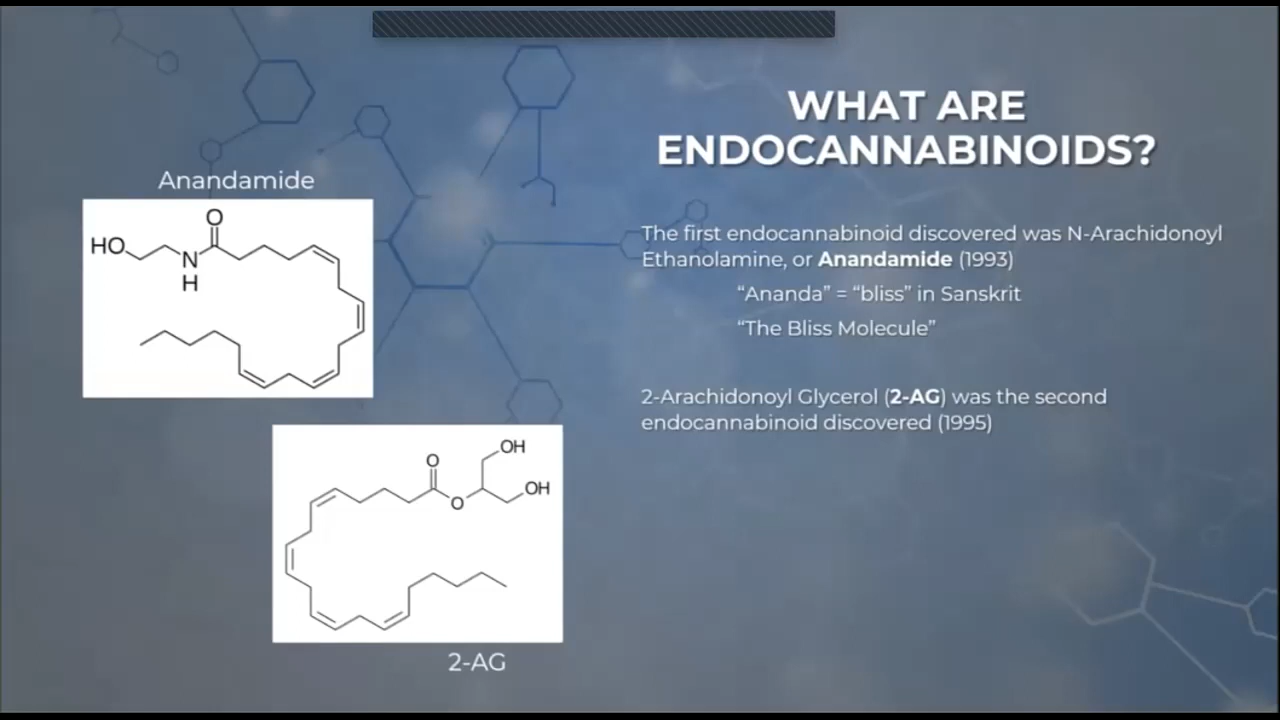 WHAT ARE
ENDOCANNABINOIDS?
Anandamide
O
HO
N
H
The first endocannabinoid discovered was N-Arachidonoyl
Ethanolamine, or Anandamide (1993)
“Ananda” = “bliss” in Sanskrit
“The Bliss Molecule”
2-Arachidonoyl Glycerol (2-AG) was the second
endocannabinoid discovered (1995)
OH
O
OH
O
2-AG